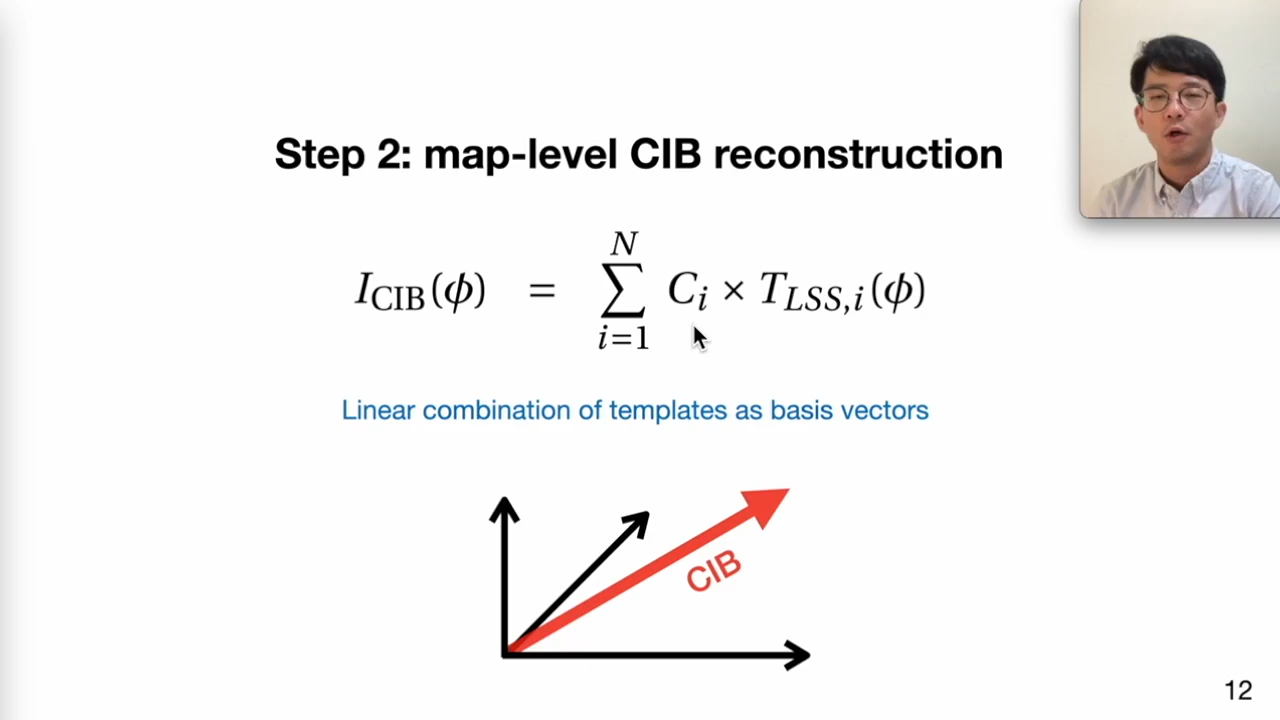 Step 2: map-level CIB reconstruction
I_CIB(ϕ) = ∑_{i=1}^{N} C_i × T_{LSS,i}(ϕ)
Linear combination of templates as basis vectors
CIB
12